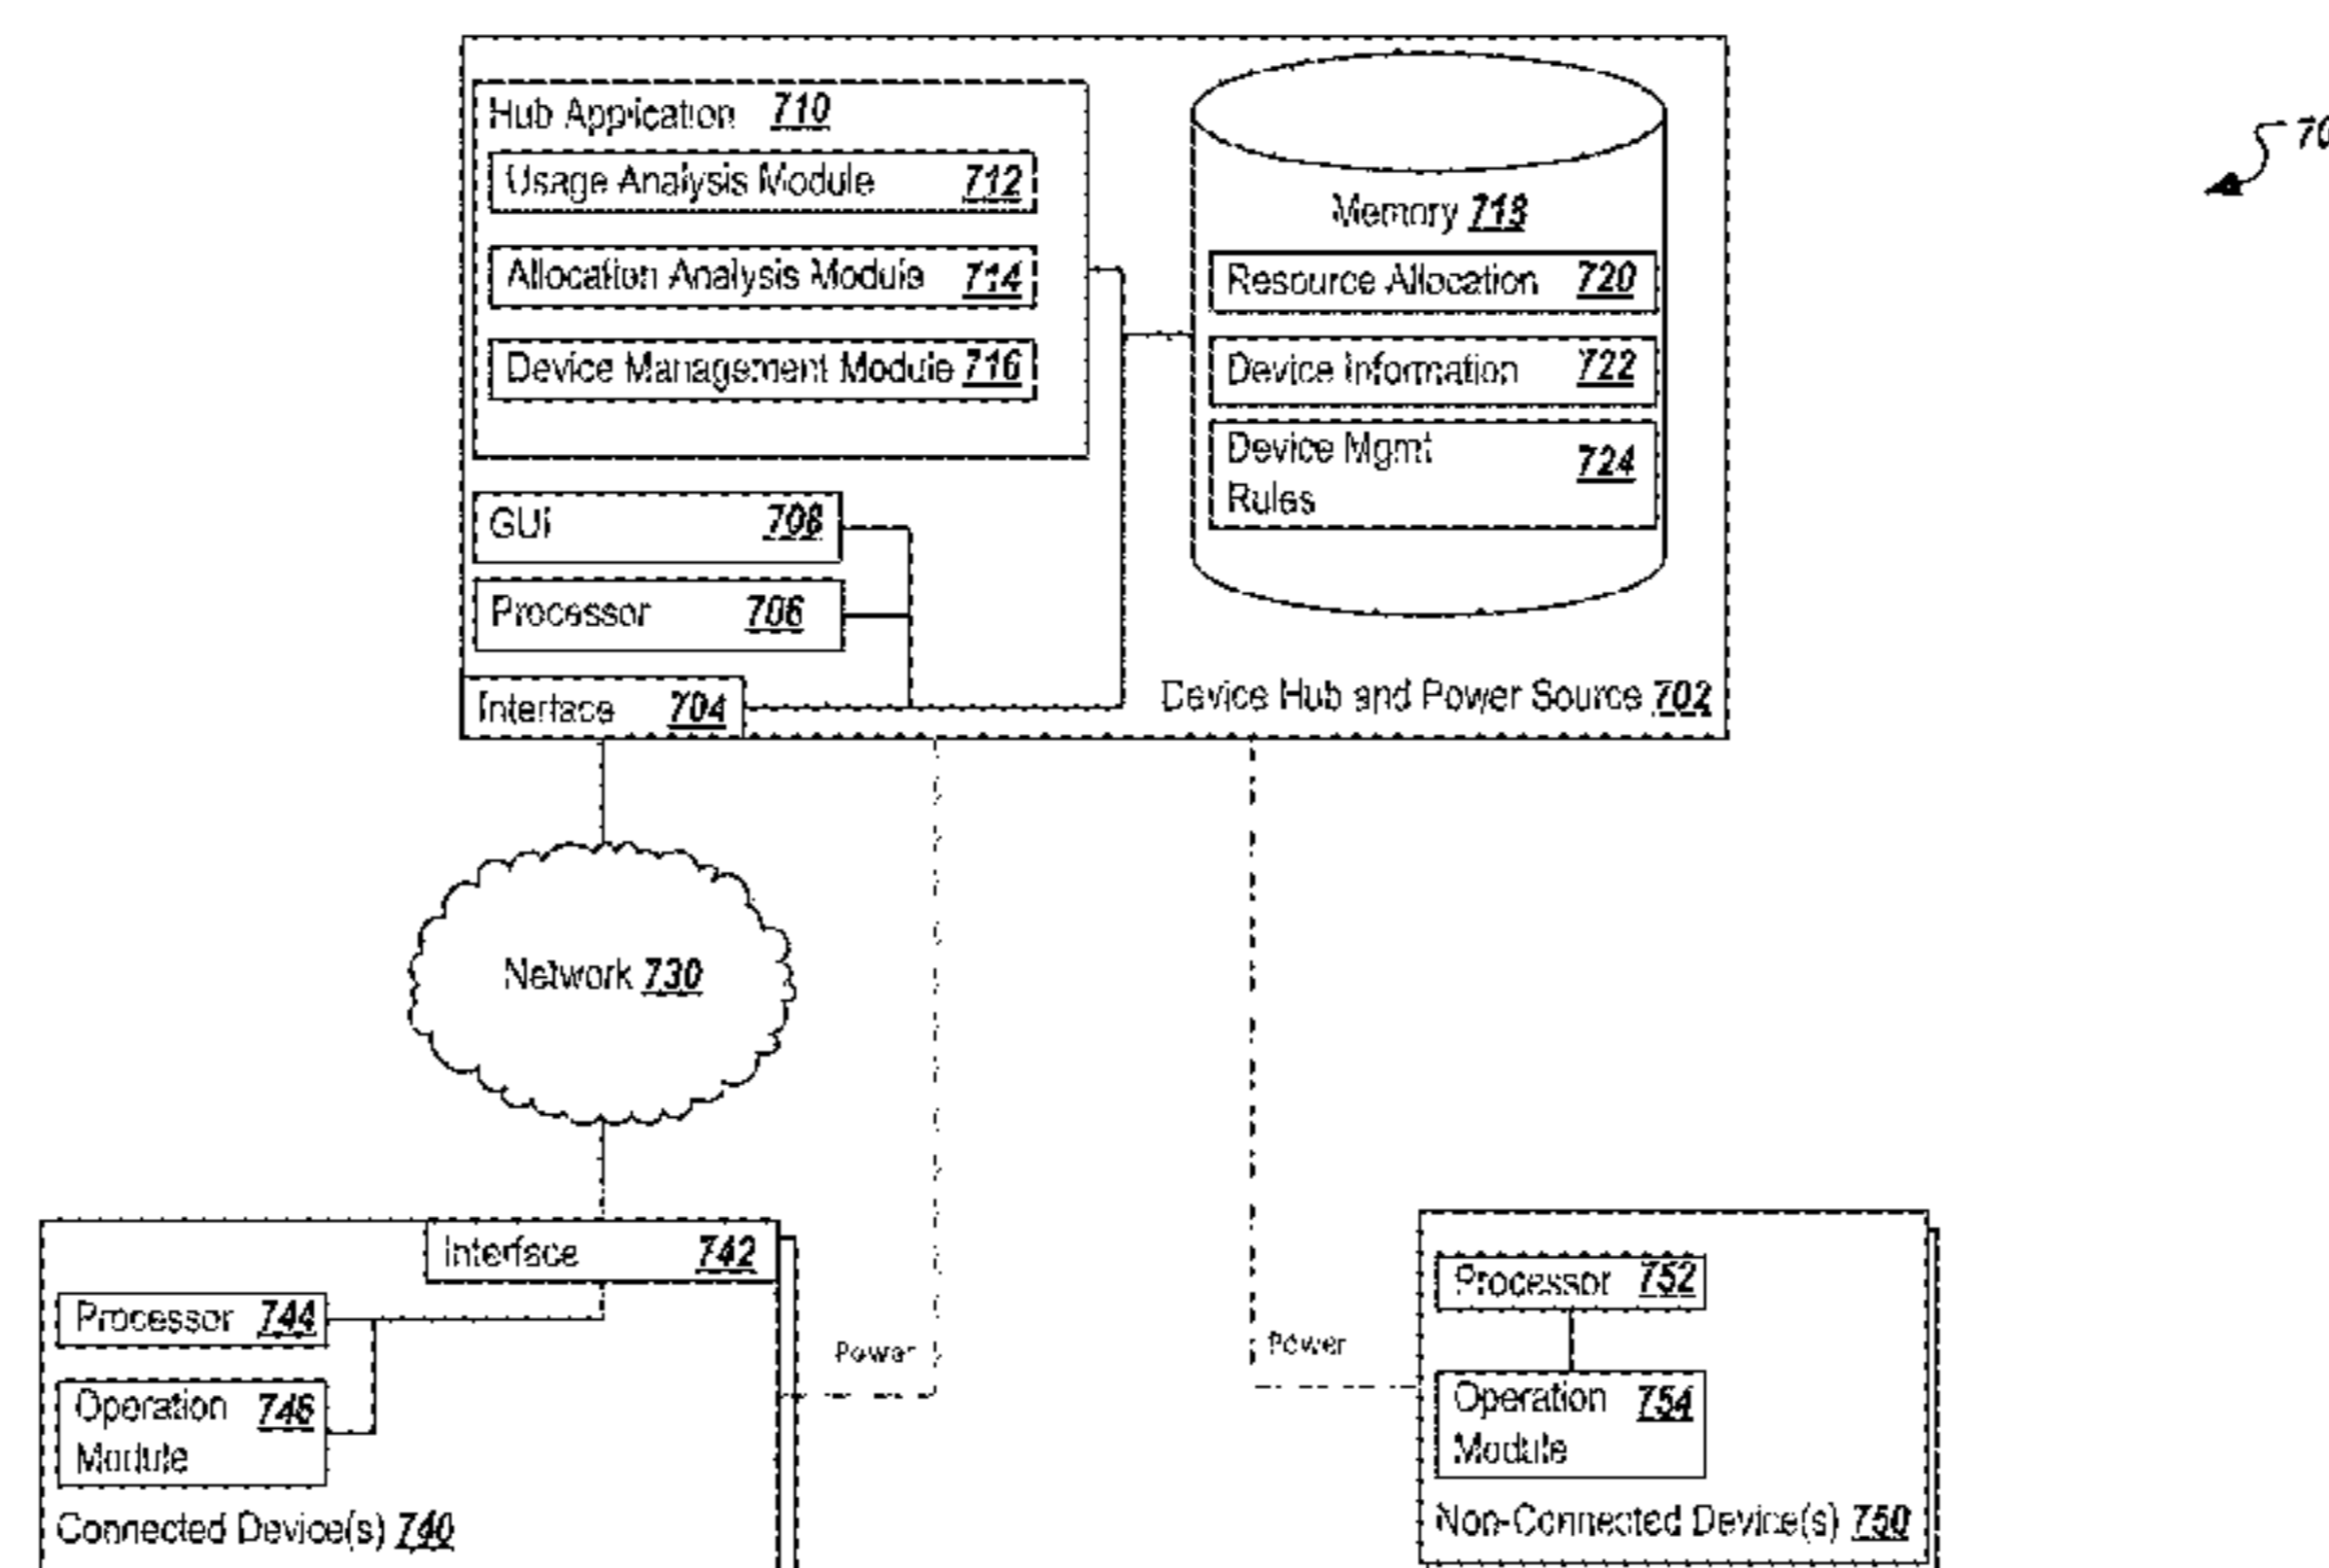 Hub Application 710
Usage Analysis Module 712
Allocation Analysis Module 714
Device Management Module 716
GUI 708
Processor 706
Interface 704
Memory 718
Resource Allocation 720
Device Information 722
Device Mgmt
Rules 724
Device Hub and Power Source 702
70
Network 730
Interface 742
Processor 744
Operation 746
Module
Connected Device(s) 740
Power
Power
Processor 752
Operation 754
Module
Non-Connected Device(s) 750